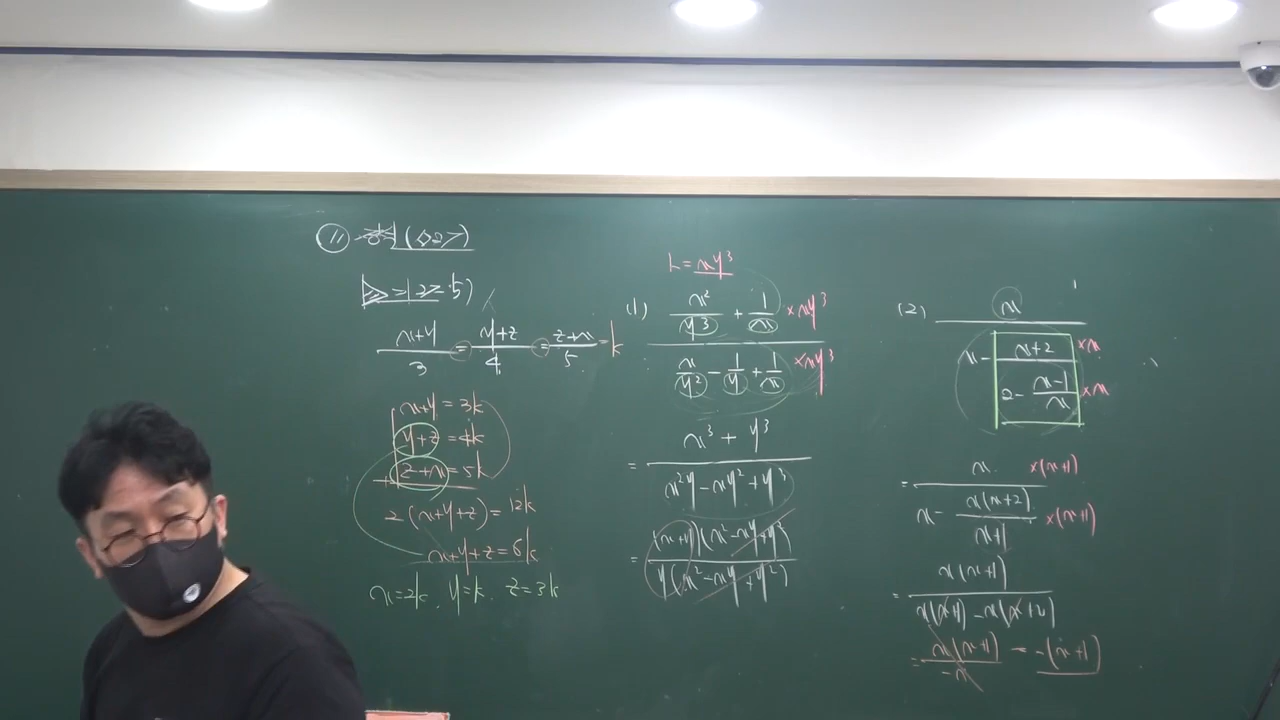 (x+y)/3 = (y+z)/4 = (z+x)/5 = k
x+y = 3k
y+z = 4k
z+x = 5k
2(x+y+z) = 12k
x+y+z = 6k
x=2k, y=k, z=3k
L = xy³
(1) (x²/y³ + 1/x) ×xy³
(x/y² - 1/y + 1/x) ×xy³
= (x³ + y³)/(x²y - xy² + y³)
= (x+y)(x²-xy+y²)/y(x²-xy+y²)
(2) x
x - (x+2) ×x
2 - (x-1)/x ×x
= x ×(x+1)
x - x(x+2)/(x+1) ×(x+1)
= x(x+1)/(x(x+1) - x(x+2))
= x(x+1)/-x = -(x+1)